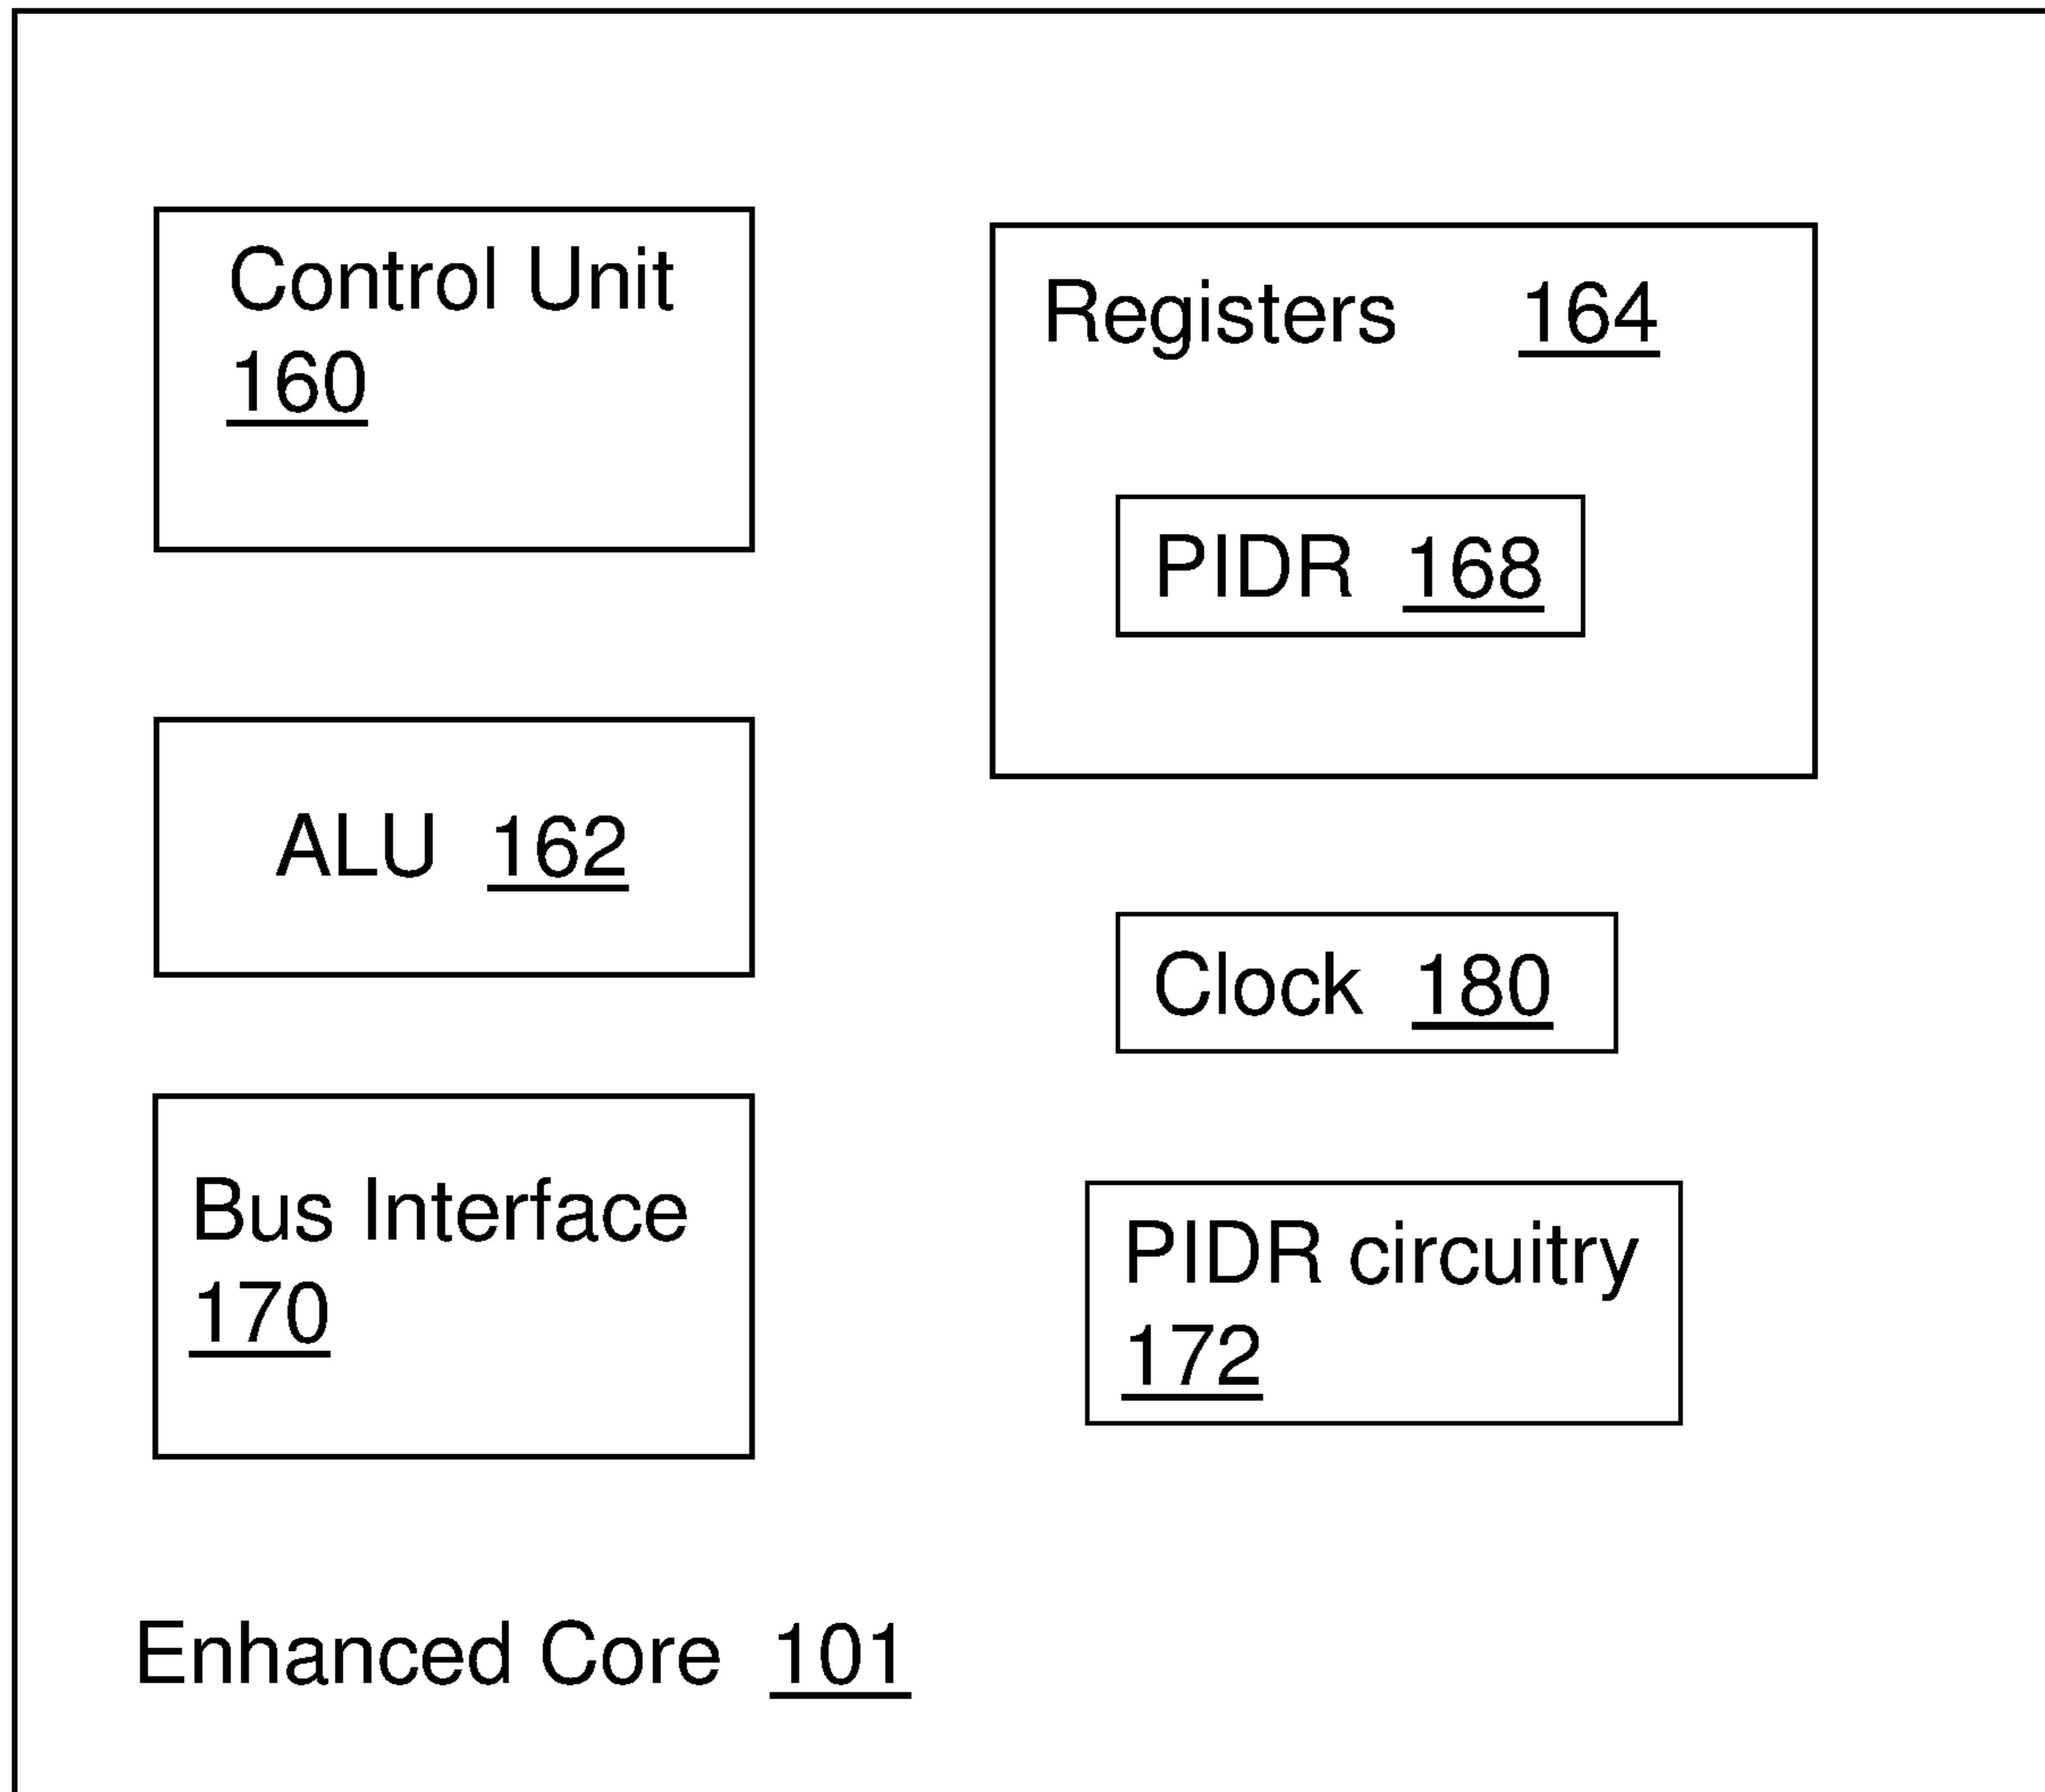 Control Unit
160
Registers 164
PIDR 168
ALU 162
Clock 180
Bus Interface
170
PIDR circuitry
172
Enhanced Core 101